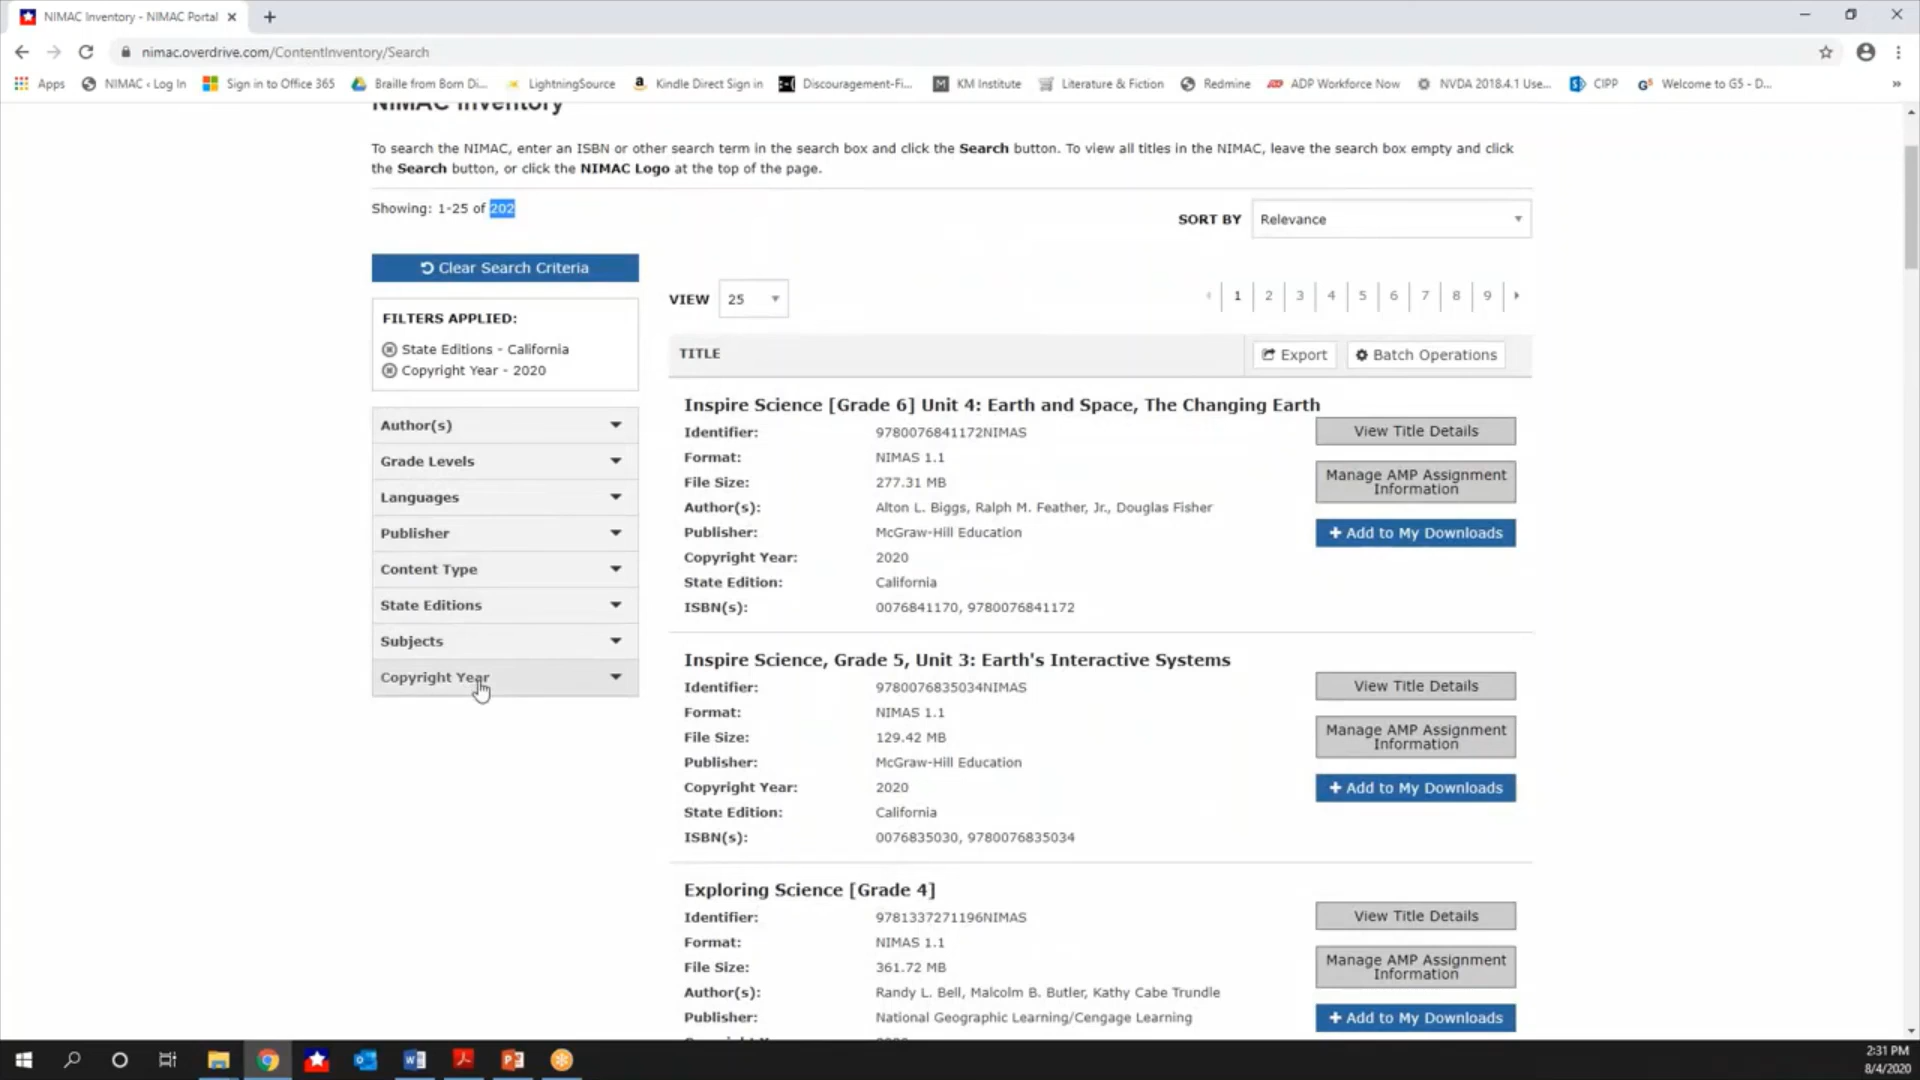 NIMAC Inventory - NIMAC Portal
nimac.overdrive.com/ContentInventory/Search
Apps NIMAC ‹ Log In Sign in to Office 365 Braille from Born Di... LightningSource Kindle Direct Sign in Discouragement-Fi... KM Institute Literature & Fiction Redmine ADP Workforce Now NVDA 2018.4.1 Use... CIPP Welcome to G5 - D... »
NIMAC Inventory
To search the NIMAC, enter an ISBN or other search term in the search box and click the Search button. To view all titles in the NIMAC, leave the search box empty and click
the Search button, or click the NIMAC Logo at the top of the page.
Showing: 1-25 of 202
SORT BY Relevance
Clear Search Criteria
VIEW 25
1 2 3 4 5 6 7 8 9
FILTERS APPLIED:
State Editions - California
Copyright Year - 2020
Author(s)
Grade Levels
Languages
Publisher
Content Type
State Editions
Subjects
Copyright Year
TITLE Export Batch Operations
Inspire Science [Grade 6] Unit 4: Earth and Space, The Changing Earth
Identifier: 9780076841172NIMAS
Format: NIMAS 1.1
File Size: 277.31 MB
Author(s): Alton L. Biggs, Ralph M. Feather, Jr., Douglas Fisher
Publisher: McGraw-Hill Education
Copyright Year: 2020
State Edition: California
ISBN(s): 0076841170, 9780076841172
View Title Details
Manage AMP Assignment
Information
+ Add to My Downloads
Inspire Science, Grade 5, Unit 3: Earth's Interactive Systems
Identifier: 9780076835034NIMAS
Format: NIMAS 1.1
File Size: 129.42 MB
Publisher: McGraw-Hill Education
Copyright Year: 2020
State Edition: California
ISBN(s): 0076835030, 9780076835034
View Title Details
Manage AMP Assignment
Information
+ Add to My Downloads
Exploring Science [Grade 4]
Identifier: 9781337271196NIMAS
Format: NIMAS 1.1
File Size: 361.72 MB
Author(s): Randy L. Bell, Malcolm B. Butler, Kathy Cabe Trundle
Publisher: National Geographic Learning/Cengage Learning
View Title Details
Manage AMP Assignment
Information
+ Add to My Downloads
2:31 PM
8/4/2020